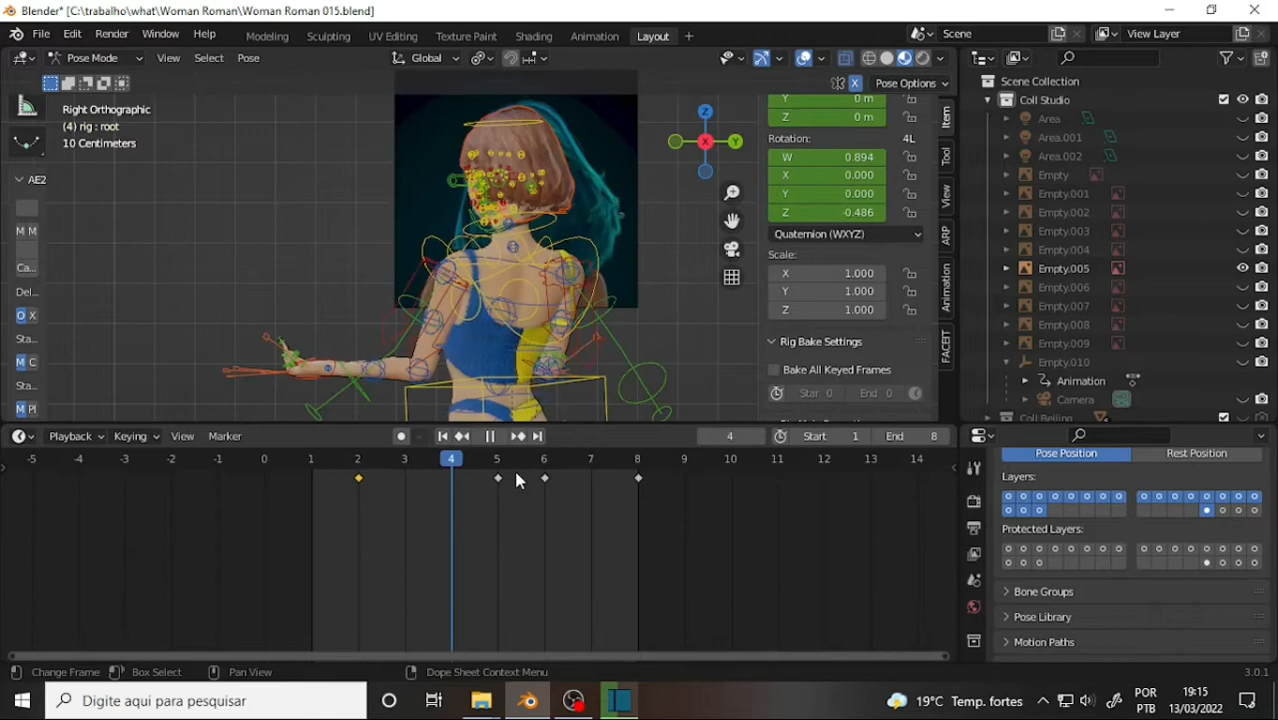 Blender* [C:\trabalho\what\Woman Roman\Woman Roman 015.blend]
File Edit Render Window Help Modeling Sculpting UV Editing Texture Paint Shading Animation Layout Scene View Layer
Pose Mode View Select Pose Global
Pose Options
Right Orthographic
(4) rig : root
10 Centimeters
AE2
M M
Ca...
Del...
O X
Sta...
M C
Sta...
M Pl
Y 0 m
Z 0 m
Rotation: 4L
W 0.894
X 0.000
Y 0.000
Z -0.486
Quaternion (WXYZ)
Scale:
X 1.000
Y 1.000
Z 1.000
Rig Bake Settings
Bake All Keyed Frames
Start 0 End 0
Item
Tool
View
ARP
Animation
FACEIT
Z
Y
X
Scene Collection
Coll Studio
Area
Area.001
Area.002
Empty
Empty.001
Empty.002
Empty.003
Empty.004
Empty.005
Empty.006
Empty.007
Empty.008
Empty.009
Empty.010
Animation
Camera
Coll Beijing
Playback Keying View Marker 4 Start 1 End 8
-5 -4 -3 -2 -1 0 1 2 3 4 5 6 7 8 9 10 11 12 13 14
Pose Position Rest Position
Layers:
Protected Layers:
Bone Groups
Pose Library
Motion Paths
Change Frame Box Select Pan View Dope Sheet Context Menu 3.0.1
Digite aqui para pesquisar
19°C Temp. fortes
POR
PTB
19:15
13/03/2022